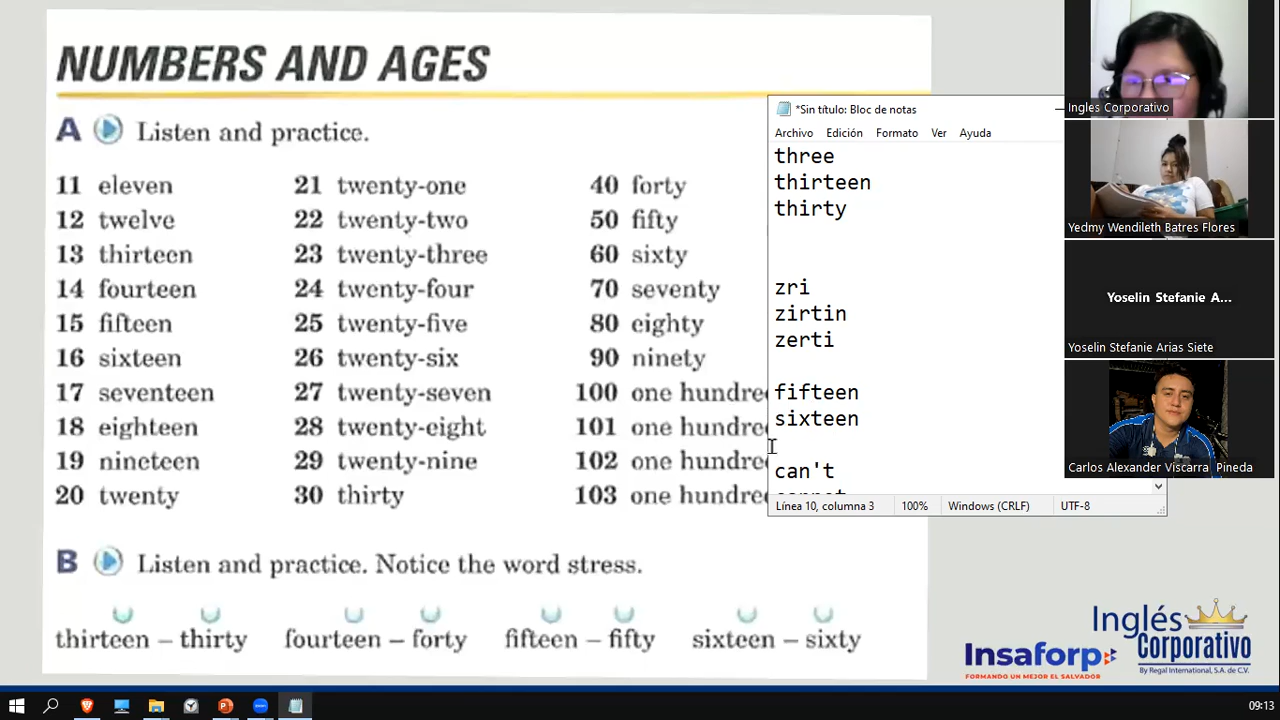 NUMBERS AND AGES
A Listen and practice.
11 eleven
12 twelve
13 thirteen
14 fourteen
15 fifteen
16 sixteen
17 seventeen
18 eighteen
19 nineteen
20 twenty
21 twenty-one
22 twenty-two
23 twenty-three
24 twenty-four
25 twenty-five
26 twenty-six
27 twenty-seven
28 twenty-eight
29 twenty-nine
30 thirty
40 forty
50 fifty
60 sixty
70 seventy
80 eighty
90 ninety
100 one hundred
101 one hundre
102 one hundre
103 one hundre
B Listen and practice. Notice the word stress.
thirteen – thirty
fourteen – forty
fifteen – fifty
sixteen – sixty
*Sin título: Bloc de notas
Archivo Edición Formato Ver Ayuda
three
thirteen
thirty
zri
zirtin
zerti
fifteen
sixteen
can't
cannot
Línea 10, columna 3 100% Windows (CRLF) UTF-8
Ingles Corporativo
Yedmy Wendileth Batres Flores
Yoselin Stefanie A...
Yoselin Stefanie Arias Siete
Carlos Alexander Viscarra Pineda
Insaforp
FORMANDO UN MEJOR EL SALVADOR
Inglés
Corporativo
By Regal International, S.A. de C.V.
09:13